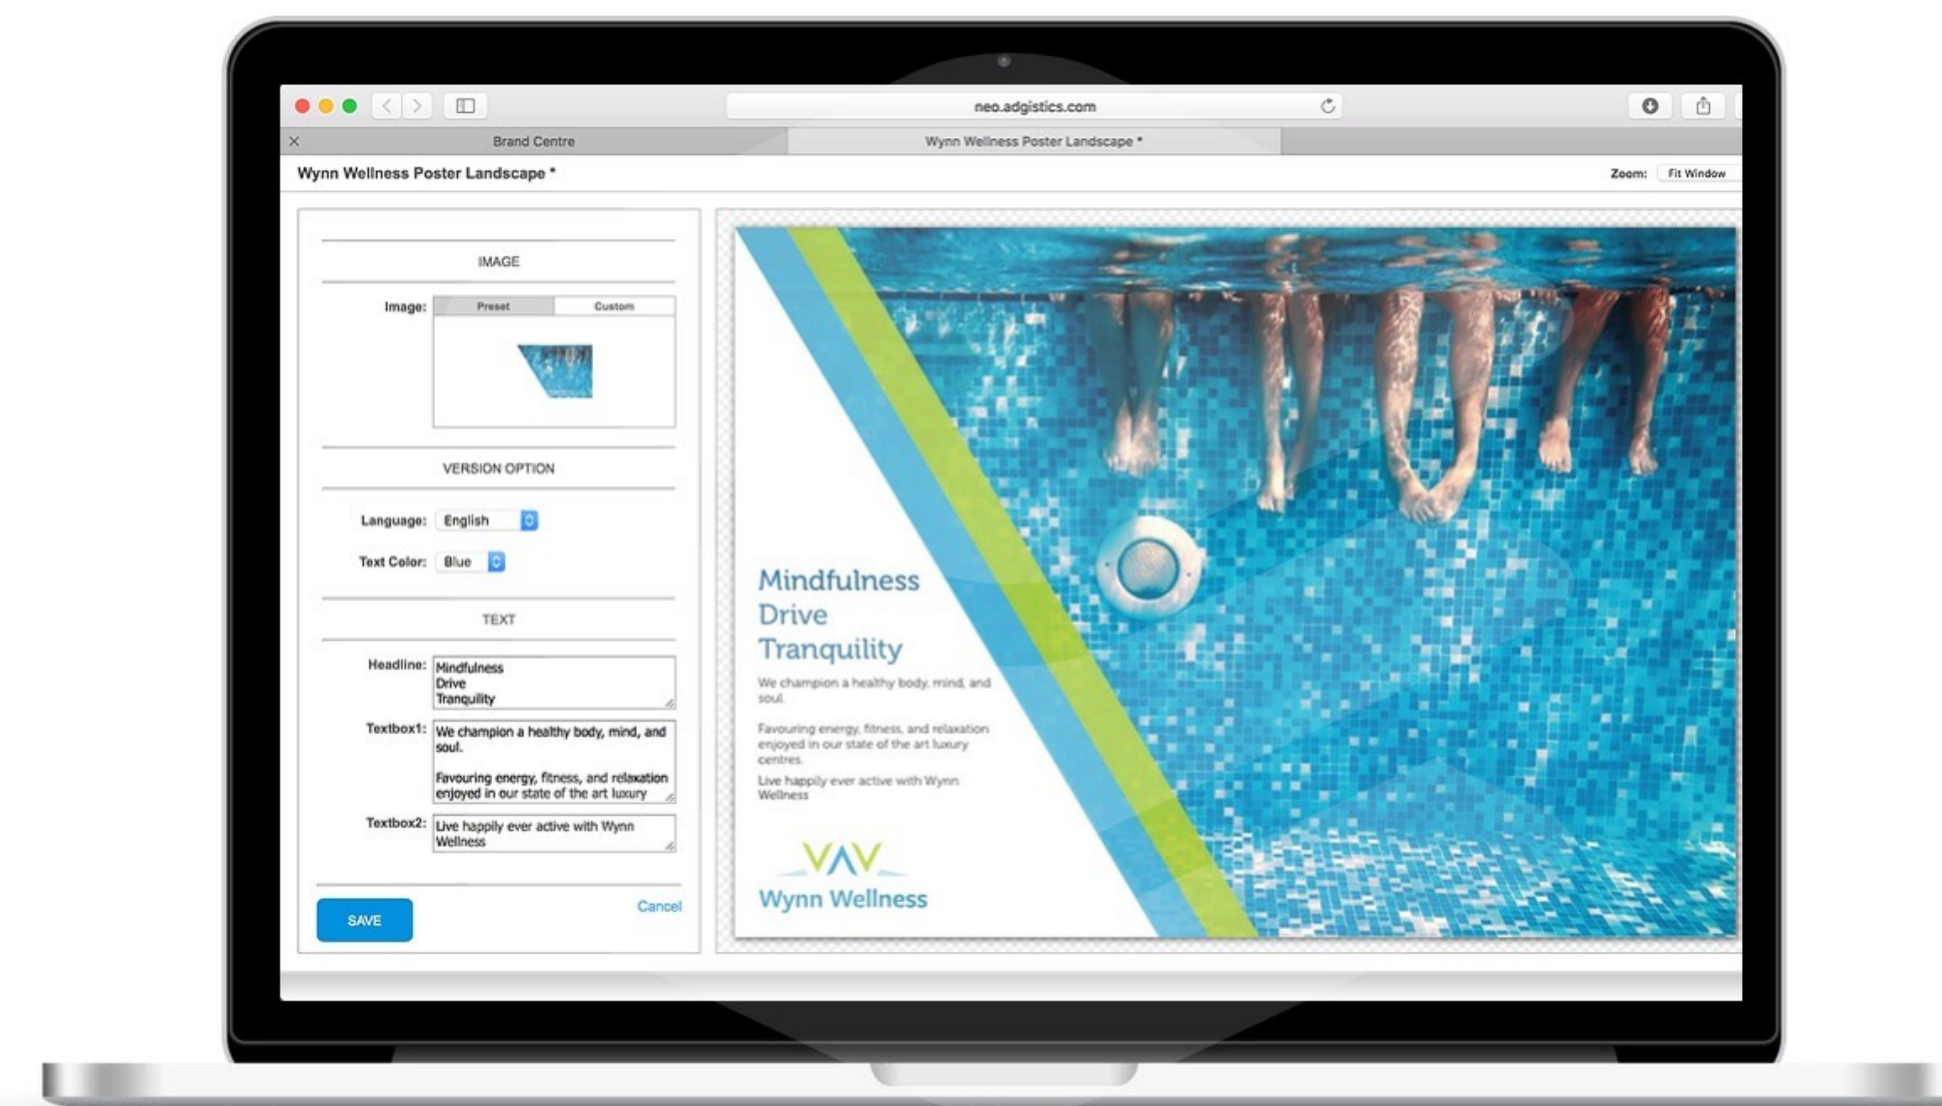 neo.adgistics.com
Brand Centre
Wynn Wellness Poster Landscape *
Wynn Wellness Poster Landscape *
Zoom: Fit Window
IMAGE
Image: Preset Custom
VERSION OPTION
Language: English
Text Color: Blue
TEXT
Headline: Mindfulness
Drive
Tranquility
Textbox1: We champion a healthy body, mind, and
soul.
Favouring energy, fitness, and relaxation
enjoyed in our state of the art luxury
Textbox2: Live happily ever active with Wynn
Wellness
SAVE
Cancel
Mindfulness
Drive
Tranquility
We champion a healthy body, mind, and
soul.
Favouring energy, fitness, and relaxation
enjoyed in our state of the art luxury
centres.
Live happily ever active with Wynn
Wellness
Wynn Wellness